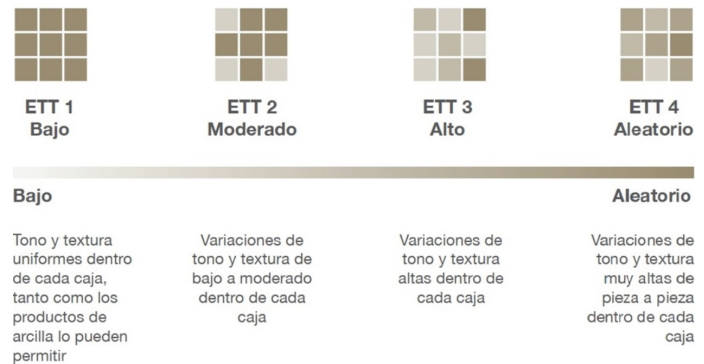 ETT 1
Bajo
ETT 2
Moderado
ETT 3
Alto
ETT 4
Aleatorio
Bajo
Aleatorio
Tono y textura
uniformes dentro
de cada caja,
tanto como los
productos de
arcilla lo pueden
permitir
Variaciones de
tono y textura de
bajo a moderado
dentro de cada
caja
Variaciones de
tono y textura
altas dentro de
cada caja
Variaciones de
tono y textura
muy altas de
pieza a pieza
dentro de cada
caja